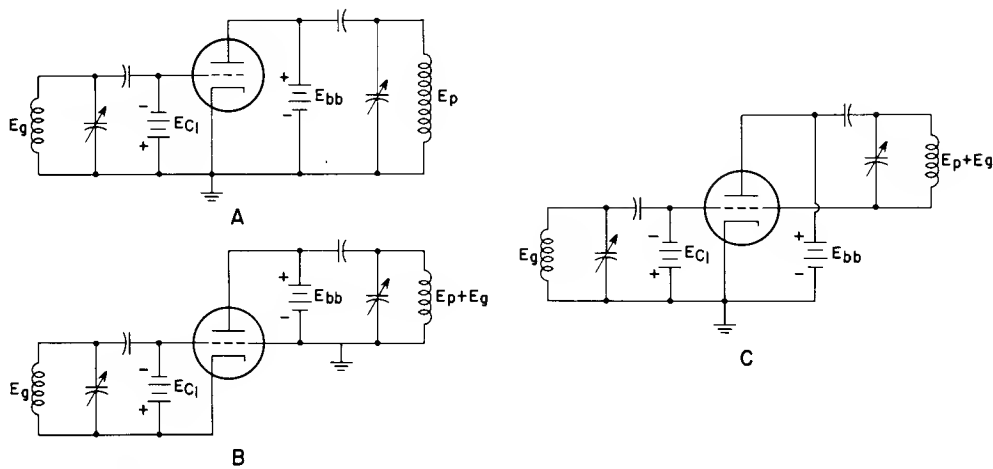 Eg
- EC1 +
+ Ebb -
Ep
A
Eg
- EC1 +
+ Ebb -
Ep+Eg
B
Eg
- EC1 +
+ Ebb -
Ep+Eg
C